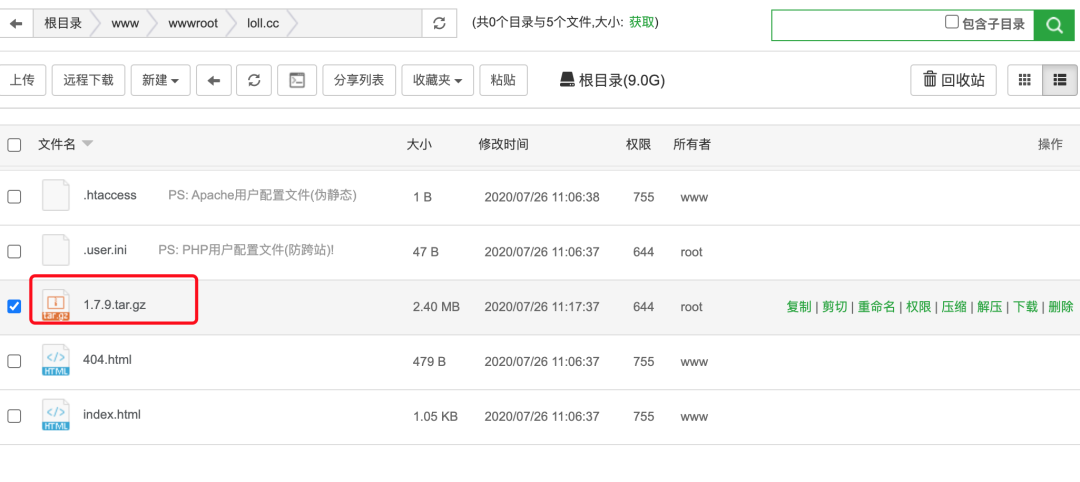 根目录 www wwwroot loll.cc (共0个目录与5个文件,大小: 获取) 包含子目录
上传 远程下载 新建 分享列表 收藏夹 粘贴 根目录(9.0G) 回收站
文件名 大小 修改时间 权限 所有者 操作
.htaccess PS: Apache用户配置文件(伪静态) 1 B 2020/07/26 11:06:38 755 www
.user.ini PS: PHP用户配置文件(防跨站)! 47 B 2020/07/26 11:06:37 644 root
tar.gz 1.7.9.tar.gz 2.40 MB 2020/07/26 11:17:37 644 root 复制 | 剪切 | 重命名 | 权限 | 压缩 | 解压 | 下载 | 删除
HTML 404.html 479 B 2020/07/26 11:06:37 755 www
HTML index.html 1.05 KB 2020/07/26 11:06:37 755 www